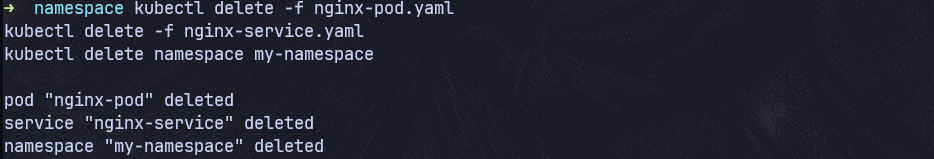 → namespace kubectl delete -f nginx-pod.yaml
kubectl delete -f nginx-service.yaml
kubectl delete namespace my-namespace
pod "nginx-pod" deleted
service "nginx-service" deleted
namespace "my-namespace" deleted